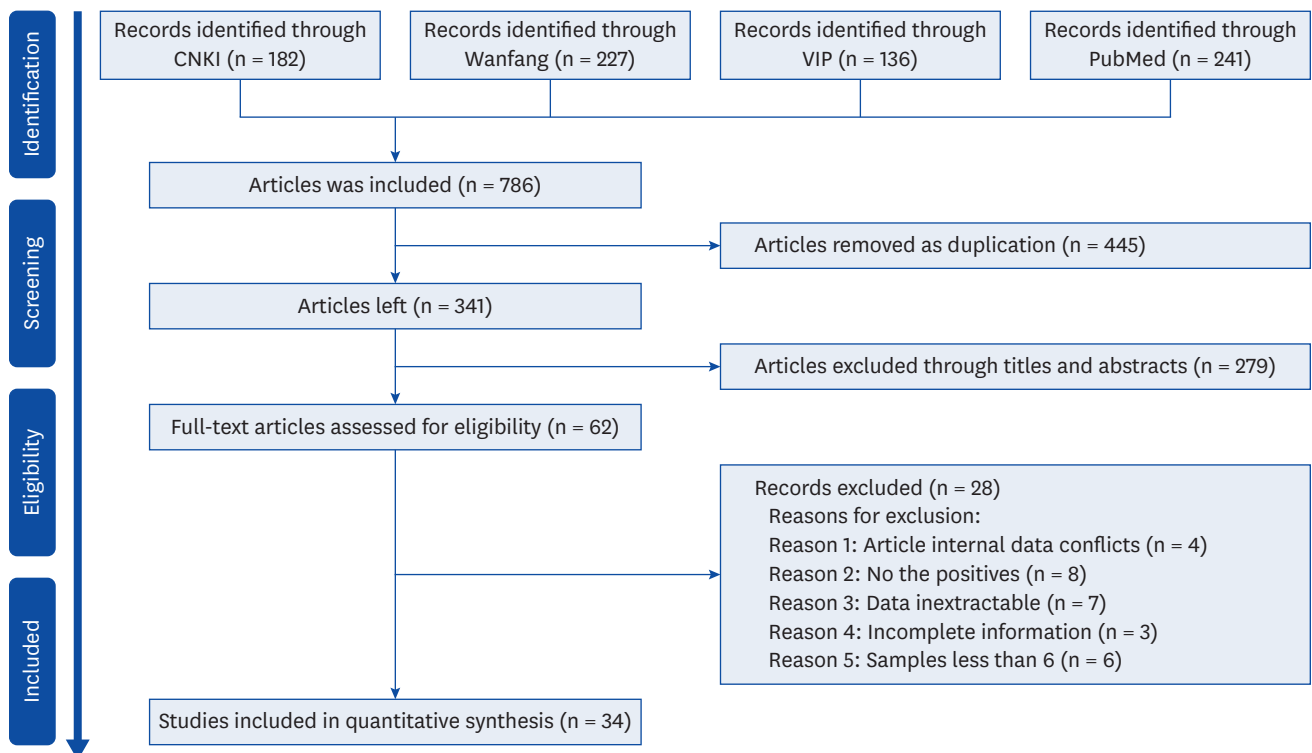 Identification
Records identified through
CNKI (n = 182)
Records identified through
Wanfang (n = 227)
Records identified through
VIP (n = 136)
Records identified through
PubMed (n = 241)
Articles was included (n = 786)
Screening
Articles removed as duplication (n = 445)
Articles left (n = 341)
Articles excluded through titles and abstracts (n = 279)
Eligibility
Full-text articles assessed for eligibility (n = 62)
Records excluded (n = 28)
Reasons for exclusion:
Reason 1: Article internal data conflicts (n = 4)
Reason 2: No the positives (n = 8)
Reason 3: Data inextractable (n = 7)
Reason 4: Incomplete information (n = 3)
Reason 5: Samples less than 6 (n = 6)
Included
Studies included in quantitative synthesis (n = 34)